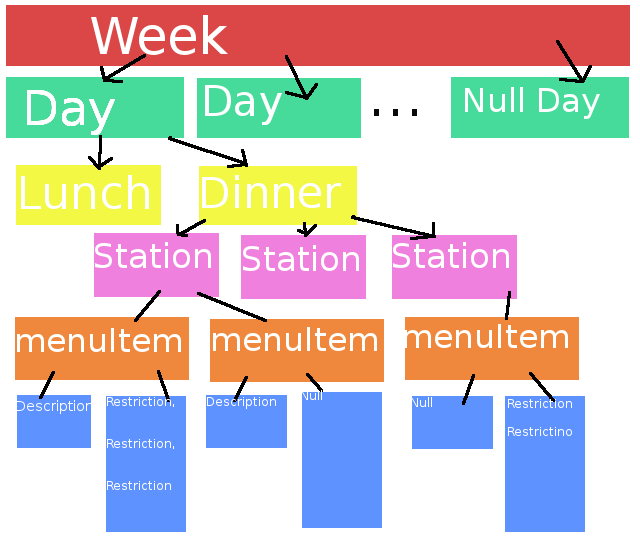 Week
Day
Day
...
Null Day
Lunch
Dinner
Station
Station
Station
menuItem
menuItem
menuItem
Description
Restriction,
Restriction,
Restriction
Description
Null
Null
Restriction
Restrictino